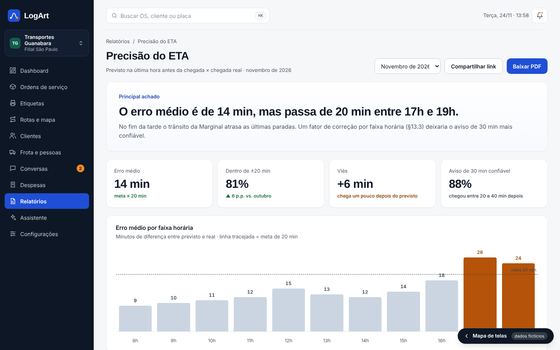 LogArt
Buscar OS, cliente ou placa
⌘K
Terça, 24/11 · 13:58
TG
Transportes Guanabara
Filial São Paulo
Dashboard
Ordens de serviço
Etiquetas
Rotas e mapa
Clientes
Frota e pessoas
Conversas
2
Despesas
Relatórios
Assistente
Configurações
Relatórios / Precisão do ETA
Precisão do ETA
Previsto na última hora antes da chegada × chegada real · novembro de 2026
Novembro de 2026
Compartilhar link
Baixar PDF
Principal achado
O erro médio é de 14 min, mas passa de 20 min entre 17h e 19h.
No fim da tarde o trânsito da Marginal atrasa as últimas paradas. Um fator de correção por faixa horária (§13.3) deixaria o aviso de 30 min mais
confiável.
Erro médio
14 min
meta ≤ 20 min
Dentro de ±20 min
81%
▲ 6 p.p. vs. outubro
Viés
+6 min
chega um pouco depois do previsto
Aviso de 30 min confiável
88%
chegou entre 20 e 40 min depois
Erro médio por faixa horária
Minutos de diferença entre previsto e real · linha tracejada = meta de 20 min
9
10
11
12
15
13
12
14
18
26
24
meta 20 min
8h
9h
10h
11h
12h
13h
14h
15h
16h
Mapa de telas
dados fictícios